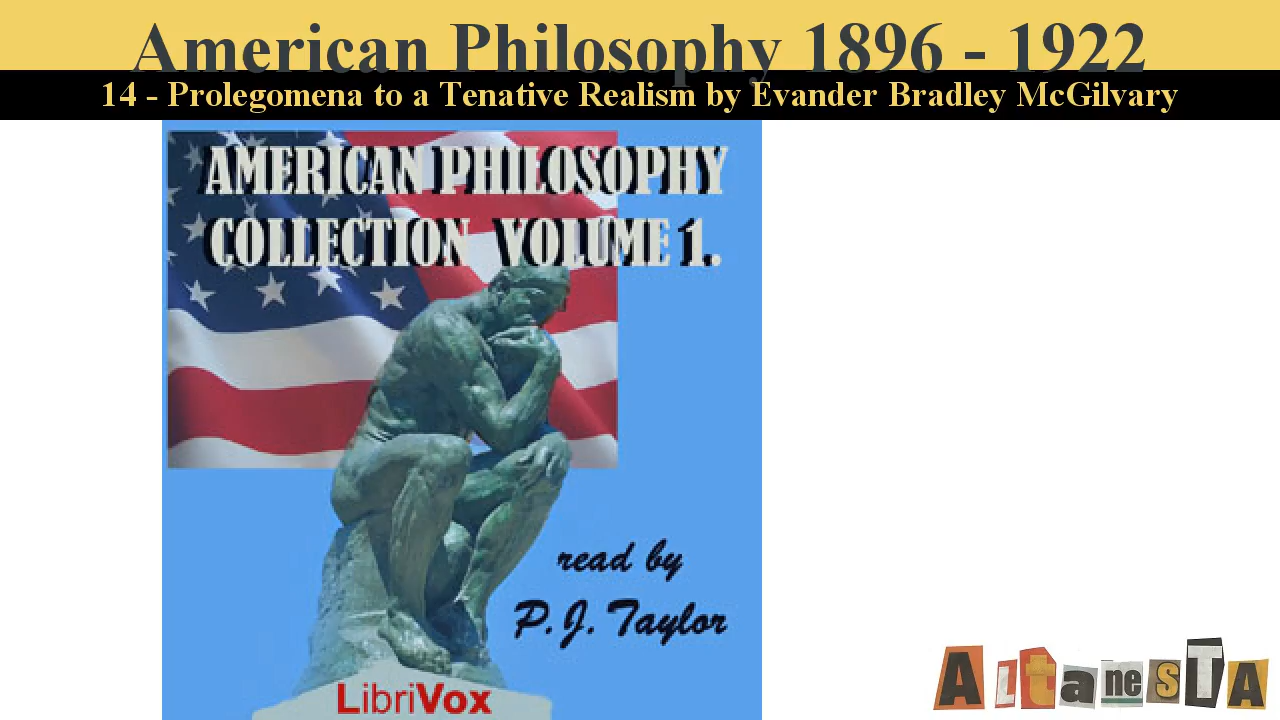 American Philosophy 1896 - 1922
14 - Prolegomena to a Tenative Realism by Evander Bradley McGilvary
AMERICAN PHILOSOPHY
COLLECTION VOLUME 1.
read by
P.J. Taylor
LibriVox
AltanesTA